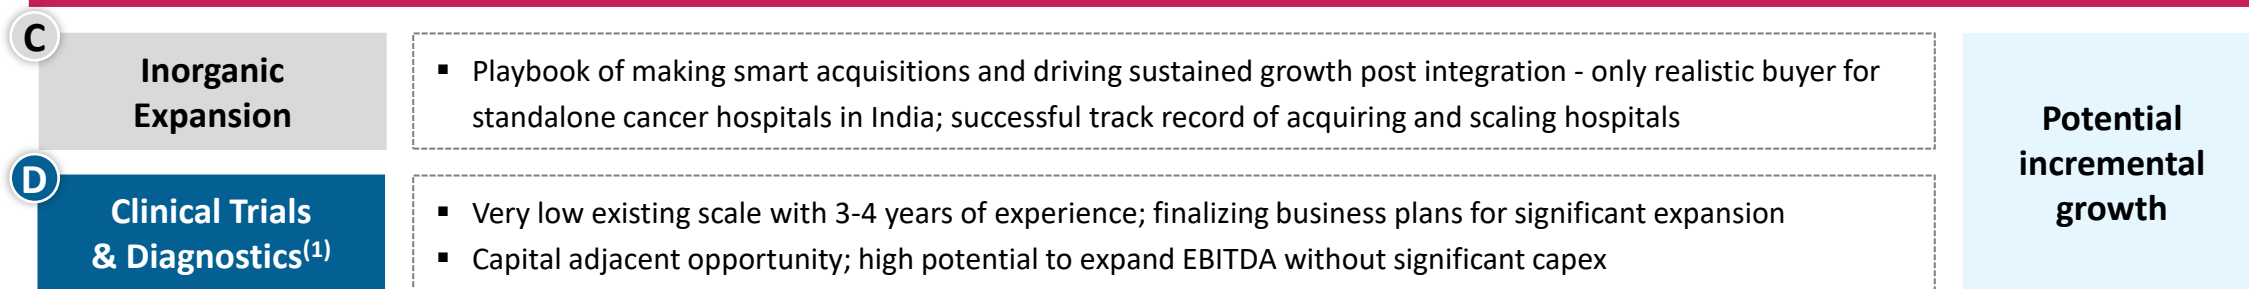 C
Inorganic
Expansion
▪ Playbook of making smart acquisitions and driving sustained growth post integration - only realistic buyer for
standalone cancer hospitals in India; successful track record of acquiring and scaling hospitals
D
Clinical Trials
& Diagnostics(1)
▪ Very low existing scale with 3-4 years of experience; finalizing business plans for significant expansion
▪ Capital adjacent opportunity; high potential to expand EBITDA without significant capex
Potential
incremental
growth